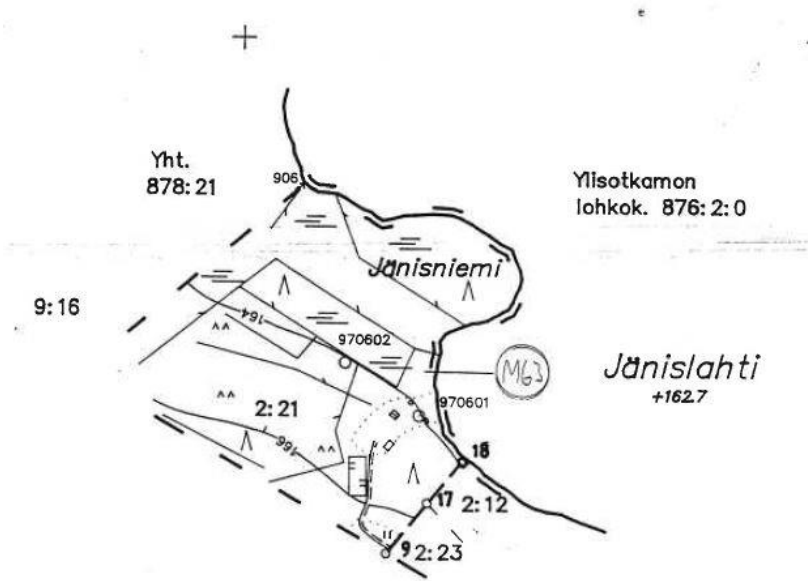 Yht.
878:21
906
Ylisotkamon
lohkok. 876:2:0
Jänisniemi
9:16
164
970602
M63
Jänislahti
+162.7
970601
2:21
166
18
17
2:12
9
2:23